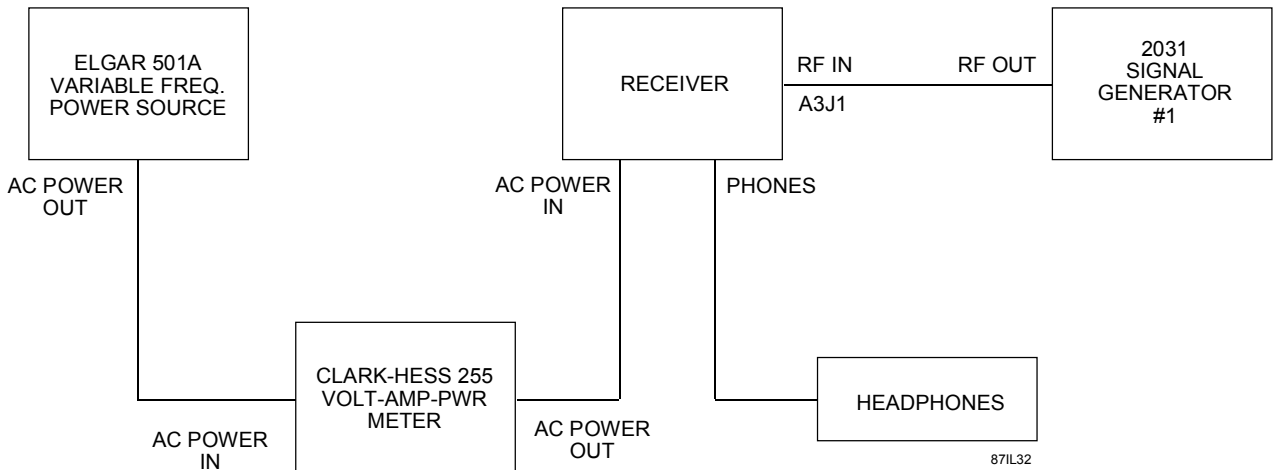 ELGAR 501A
VARIABLE FREQ.
POWER SOURCE
RECEIVER
RF IN
RF OUT
A3J1
2031
SIGNAL
GENERATOR
#1
AC POWER
OUT
AC POWER
IN
PHONES
CLARK-HESS 255
VOLT-AMP-PWR
METER
HEADPHONES
AC POWER
IN
AC POWER
OUT
87IL32